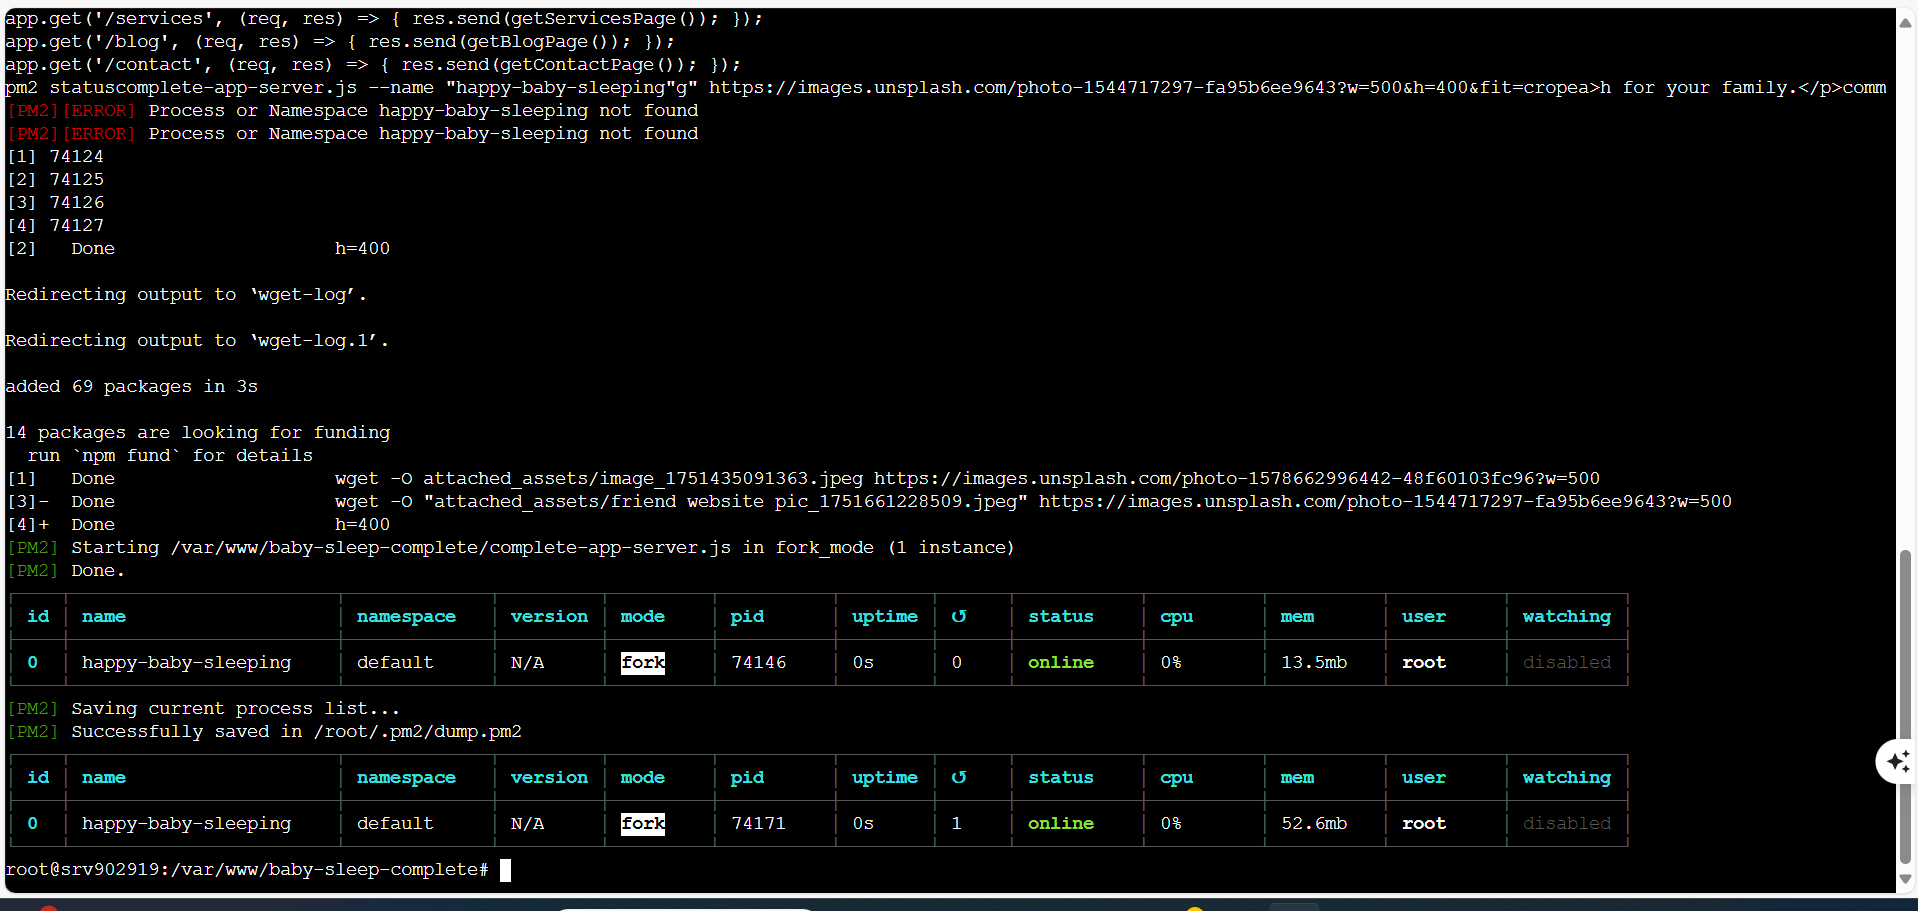 app.get('/services', (req, res) => { res.send(getServicesPage()); });
app.get('/blog', (req, res) => { res.send(getBlogPage()); });
app.get('/contact', (req, res) => { res.send(getContactPage()); });
pm2 statuscomplete-app-server.js --name "happy-baby-sleeping"g" https://images.unsplash.com/photo-1544717297-fa95b6ee9643?w=500&h=400&fit=cropea>h for your family.</p>comm
[PM2][ERROR] Process or Namespace happy-baby-sleeping not found
[PM2][ERROR] Process or Namespace happy-baby-sleeping not found
[1] 74124
[2] 74125
[3] 74126
[4] 74127
[2]   Done                    h=400
Redirecting output to ‘wget-log’.
Redirecting output to ‘wget-log.1’.
added 69 packages in 3s
14 packages are looking for funding
  run `npm fund` for details
[1]   Done                    wget -O attached_assets/image_1751435091363.jpeg https://images.unsplash.com/photo-1578662996442-48f60103fc96?w=500
[3]-  Done                    wget -O "attached_assets/friend website pic_1751661228509.jpeg" https://images.unsplash.com/photo-1544717297-fa95b6ee9643?w=500
[4]+  Done                    h=400
[PM2] Starting /var/www/baby-sleep-complete/complete-app-server.js in fork_mode (1 instance)
[PM2] Done.
id name namespace version mode pid uptime ↺ status cpu mem user watching
0 happy-baby-sleeping default N/A fork 74146 0s 0 online 0% 13.5mb root disabled
[PM2] Saving current process list...
[PM2] Successfully saved in /root/.pm2/dump.pm2
id name namespace version mode pid uptime ↺ status cpu mem user watching
0 happy-baby-sleeping default N/A fork 74171 0s 1 online 0% 52.6mb root disabled
root@srv902919:/var/www/baby-sleep-complete#